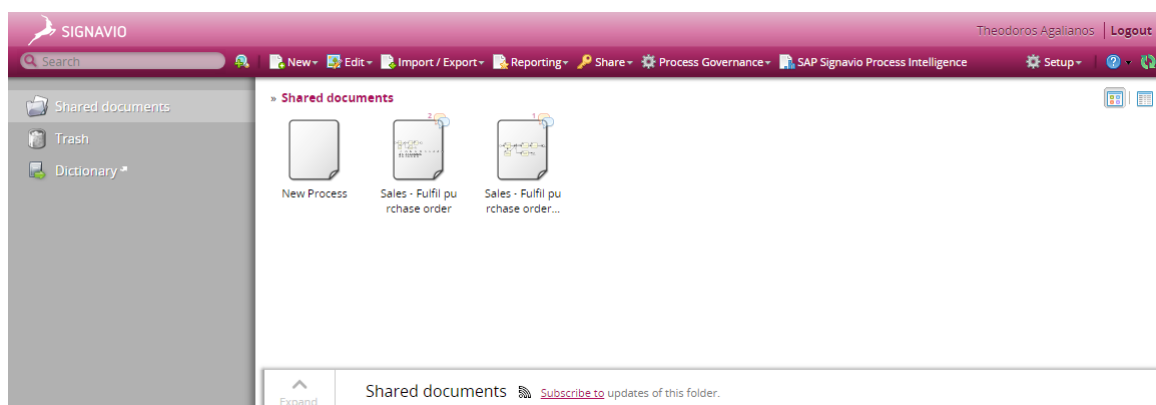 SIGNAVIO
Theodoros Agalianos Logout
Search New Edit Import / Export Reporting Share Process Governance SAP Signavio Process Intelligence Setup
Shared documents
Trash
Dictionary
» Shared documents
2
1
New Process
Sales - Fulfil pu
rchase order
Sales - Fulfil pu
rchase order...
Expand
Shared documents Subscribe to updates of this folder.